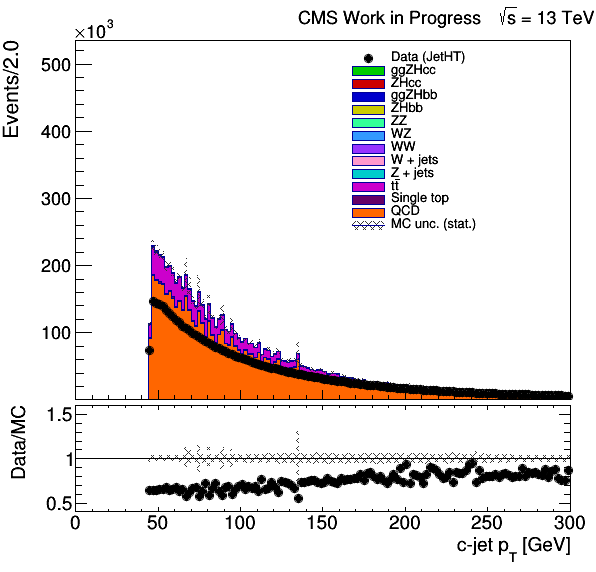 CMS Work in Progress √s = 13 TeV
×10³
Events/2.0
500
400
300
200
100
Data (JetHT)
ggZHcc
ZHcc
ggZHbb
ZHbb
ZZ
WZ
WW
W + jets
Z + jets
tt̄
Single top
QCD
MC unc. (stat.)
Data/MC
1.5
1
0.5
0 50 100 150 200 250 300
c-jet p_T [GeV]